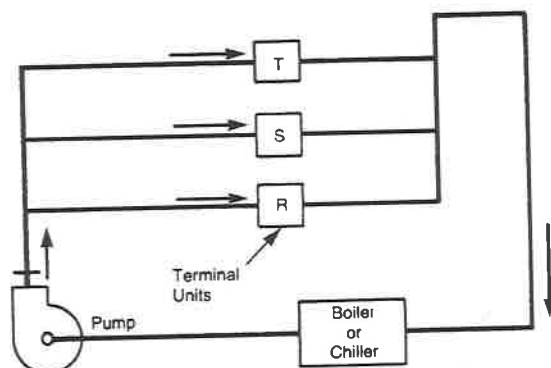 T
S
R
Terminal
Units
Pump
Boiler
or
Chiller